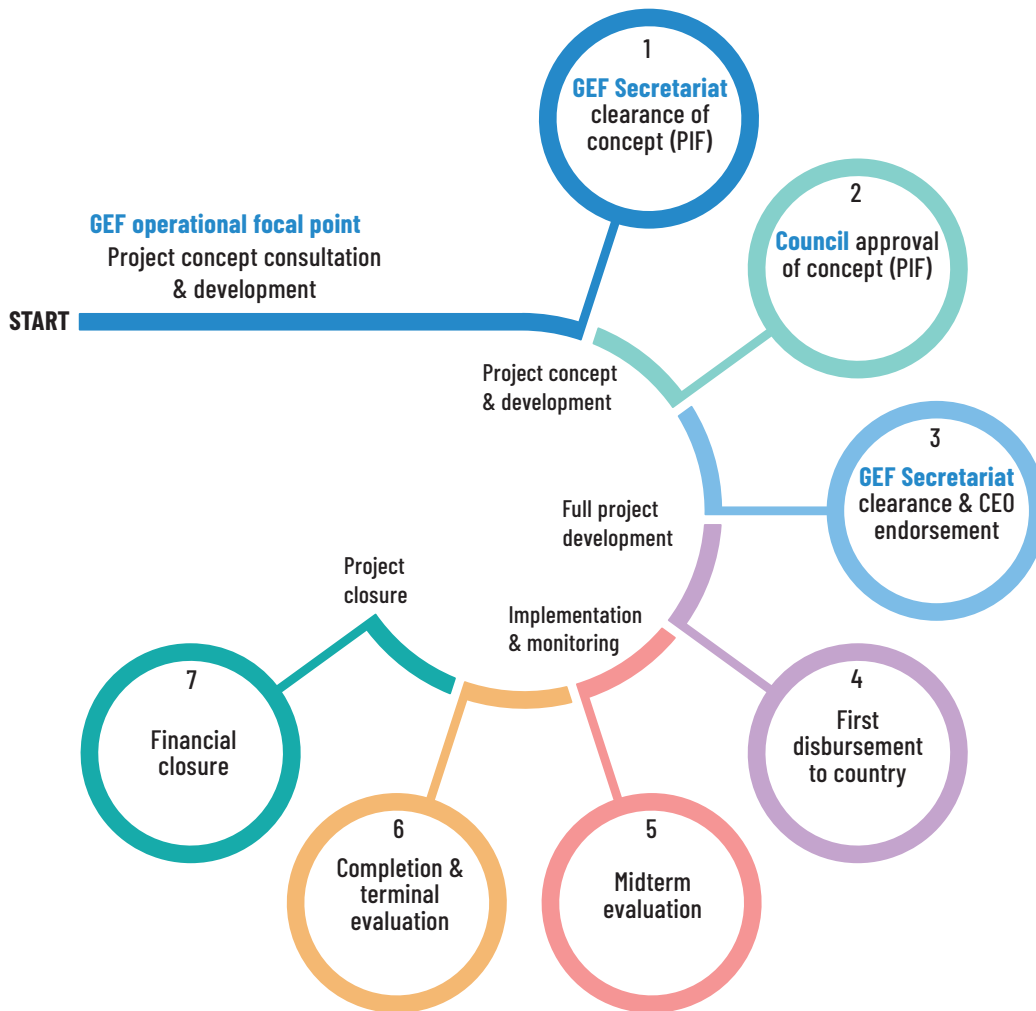 START
GEF operational focal point
Project concept consultation
& development
1
GEF Secretariat
clearance of
concept (PIF)
2
Council approval
of concept (PIF)
Project concept
& development
3
GEF Secretariat
clearance & CEO
endorsement
Full project
development
4
First
disbursement
to country
Implementation
& monitoring
5
Midterm
evaluation
6
Completion &
terminal
evaluation
Project
closure
7
Financial
closure